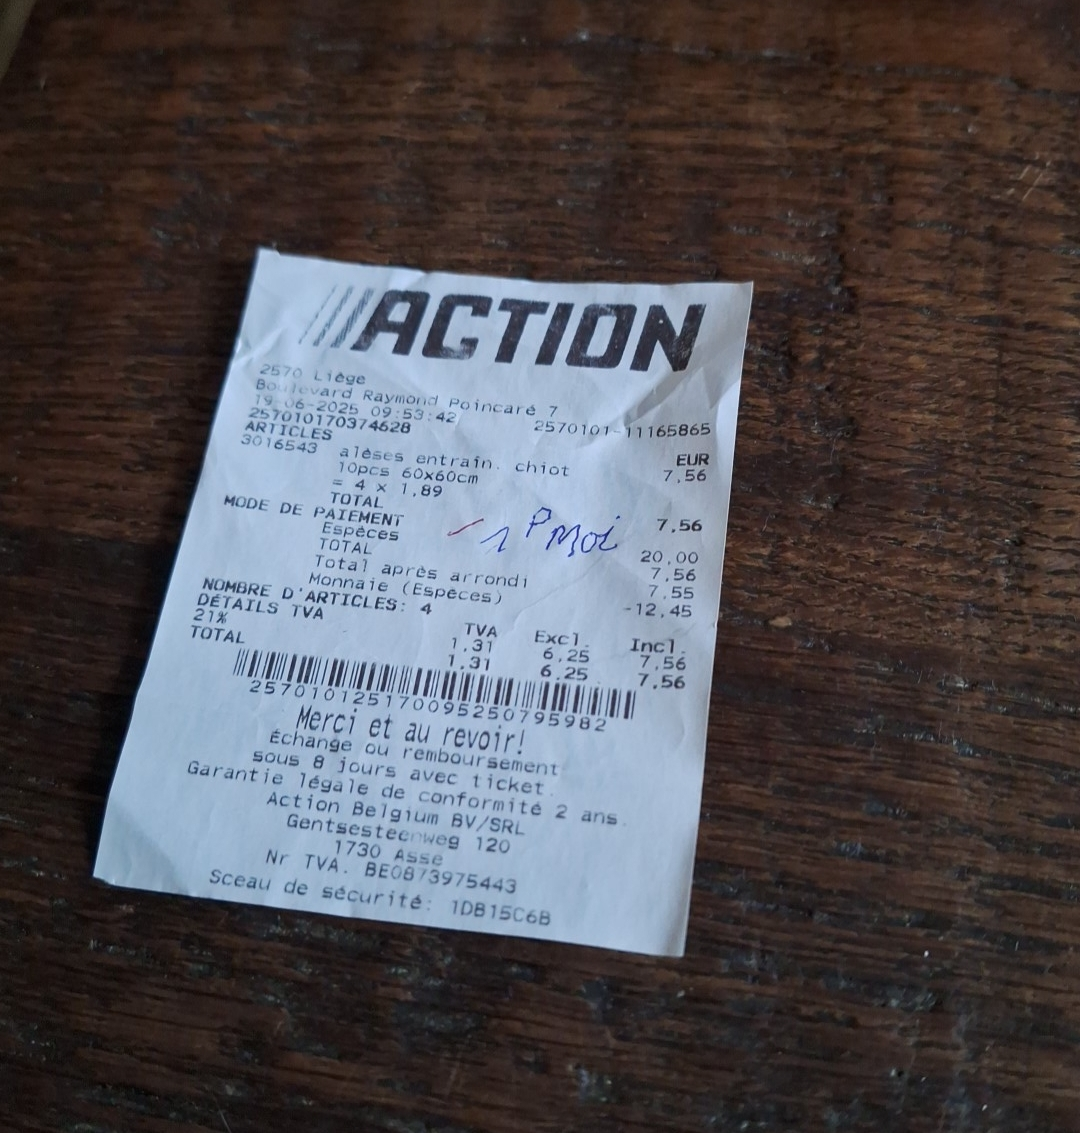 ///ACTION
2570 Liège
Boulevard Raymond Poincaré 7
19-06-2025 09:53:42
257010170374628 2570101-11165865
ARTICLES EUR
3016543 alèses entrain. chiot 7,56
10pcs 60x60cm
= 4 x 1,89
TOTAL 7,56
MODE DE PAIEMENT
1 P Moi
Espèces 20,00
TOTAL 7,56
Total après arrondi 7,55
Monnaie (Espèces) -12,45
NOMBRE D'ARTICLES: 4
DÉTAILS TVA TVA Excl. Incl.
21% 1,31 6,25 7,56
TOTAL 1,31 6,25 7,56
257010125170095250795982
Merci et au revoir!
Échange ou remboursement
sous 8 jours avec ticket.
Garantie légale de conformité 2 ans.
Action Belgium BV/SRL
Gentsesteenweg 120
1730 Asse
Nr TVA. BE0873975443
Sceau de sécurité: 1DB15C6B